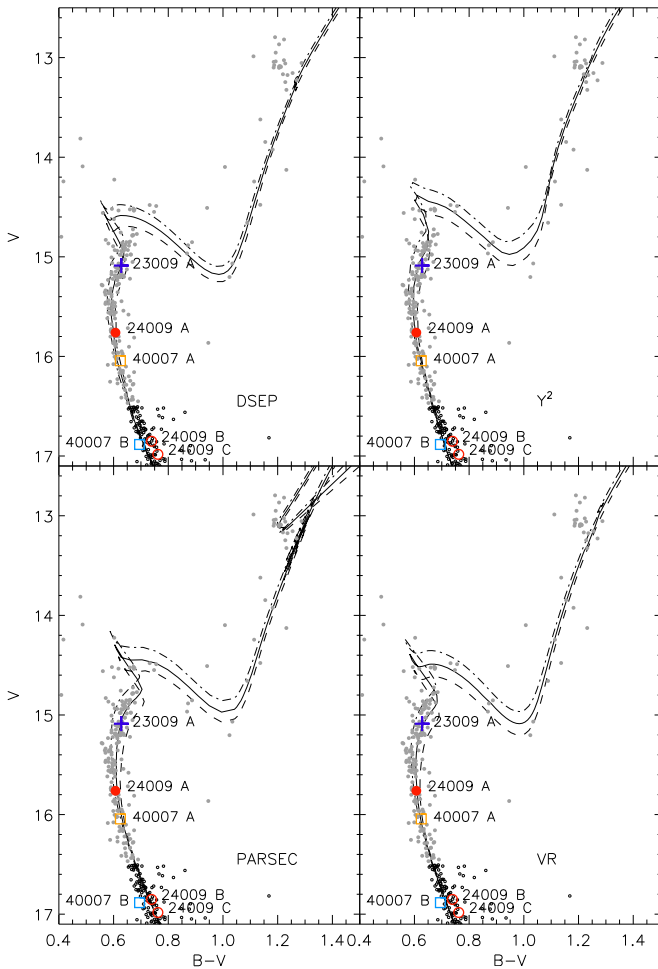 13
14
15
16
17
V
23009 A
24009 A
40007 A
DSEP
40007 B
24009 B
24009 C
23009 A
24009 A
40007 A
Y²
40007 B
24009 B
24009 C
13
14
15
16
17
V
23009 A
24009 A
40007 A
PARSEC
40007 B
24009 B
24009 C
0.4 0.6 0.8 1.0 1.2 1.4
B-V
23009 A
24009 A
40007 A
VR
40007 B
24009 B
24009 C
0.4 0.6 0.8 1.0 1.2 1.4
B-V